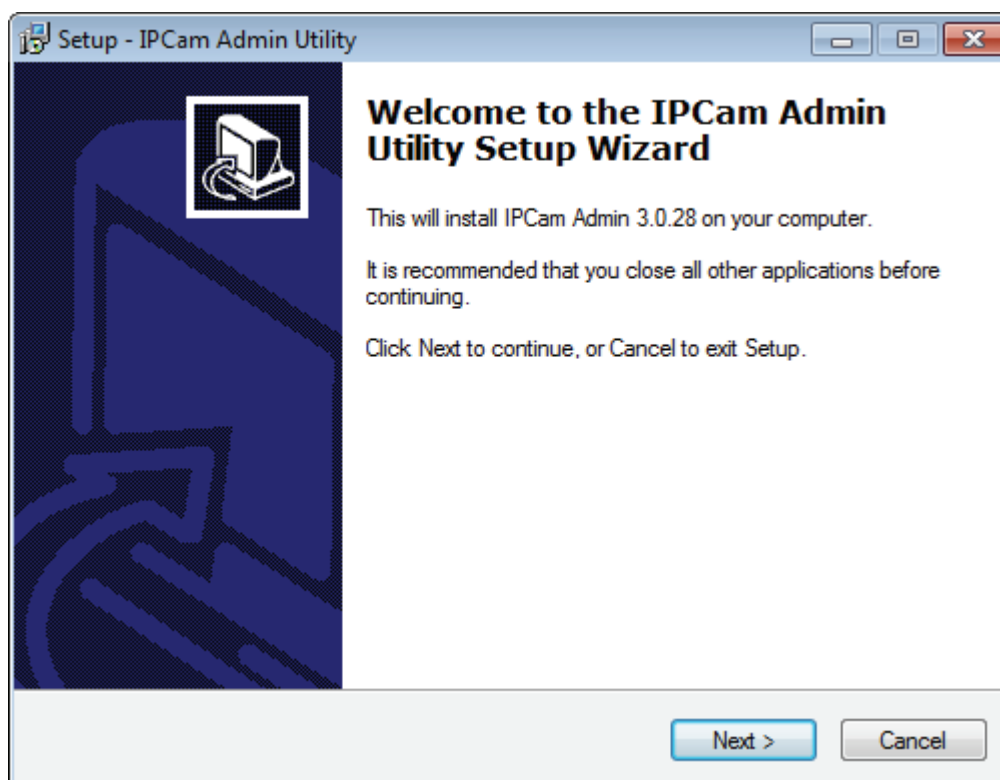 Setup - IPCam Admin Utility
Welcome to the IPCam Admin
Utility Setup Wizard
This will install IPCam Admin 3.0.28 on your computer.
It is recommended that you close all other applications before
continuing.
Click Next to continue, or Cancel to exit Setup.
Next >
Cancel